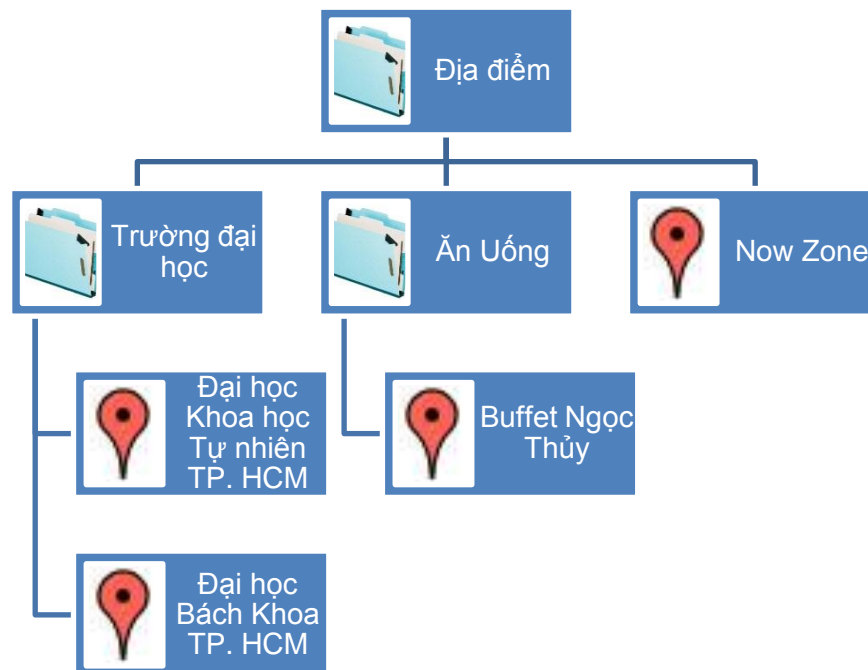 Địa điểm
Trường đại
học
Ăn Uống
Now Zone
Đại học
Khoa học
Tự nhiên
TP. HCM
Buffet Ngọc
Thủy
Đại học
Bách Khoa
TP. HCM